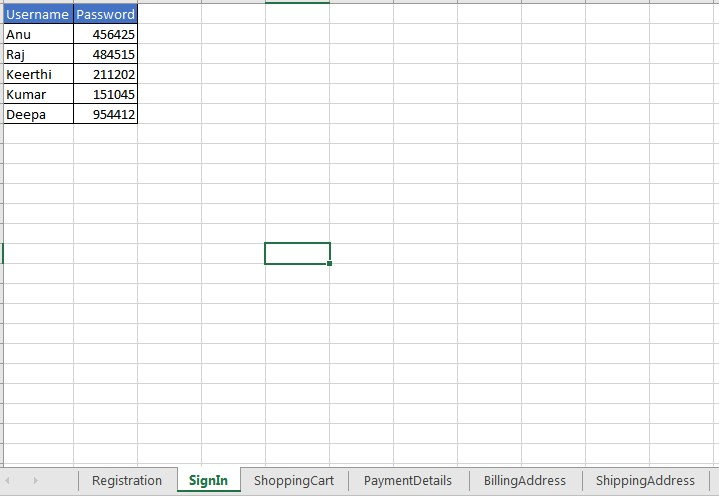 Username Password
Anu 456425
Raj 484515
Keerthi 211202
Kumar 151045
Deepa 954412
Registration SignIn ShoppingCart PaymentDetails BillingAddress ShippingAddress